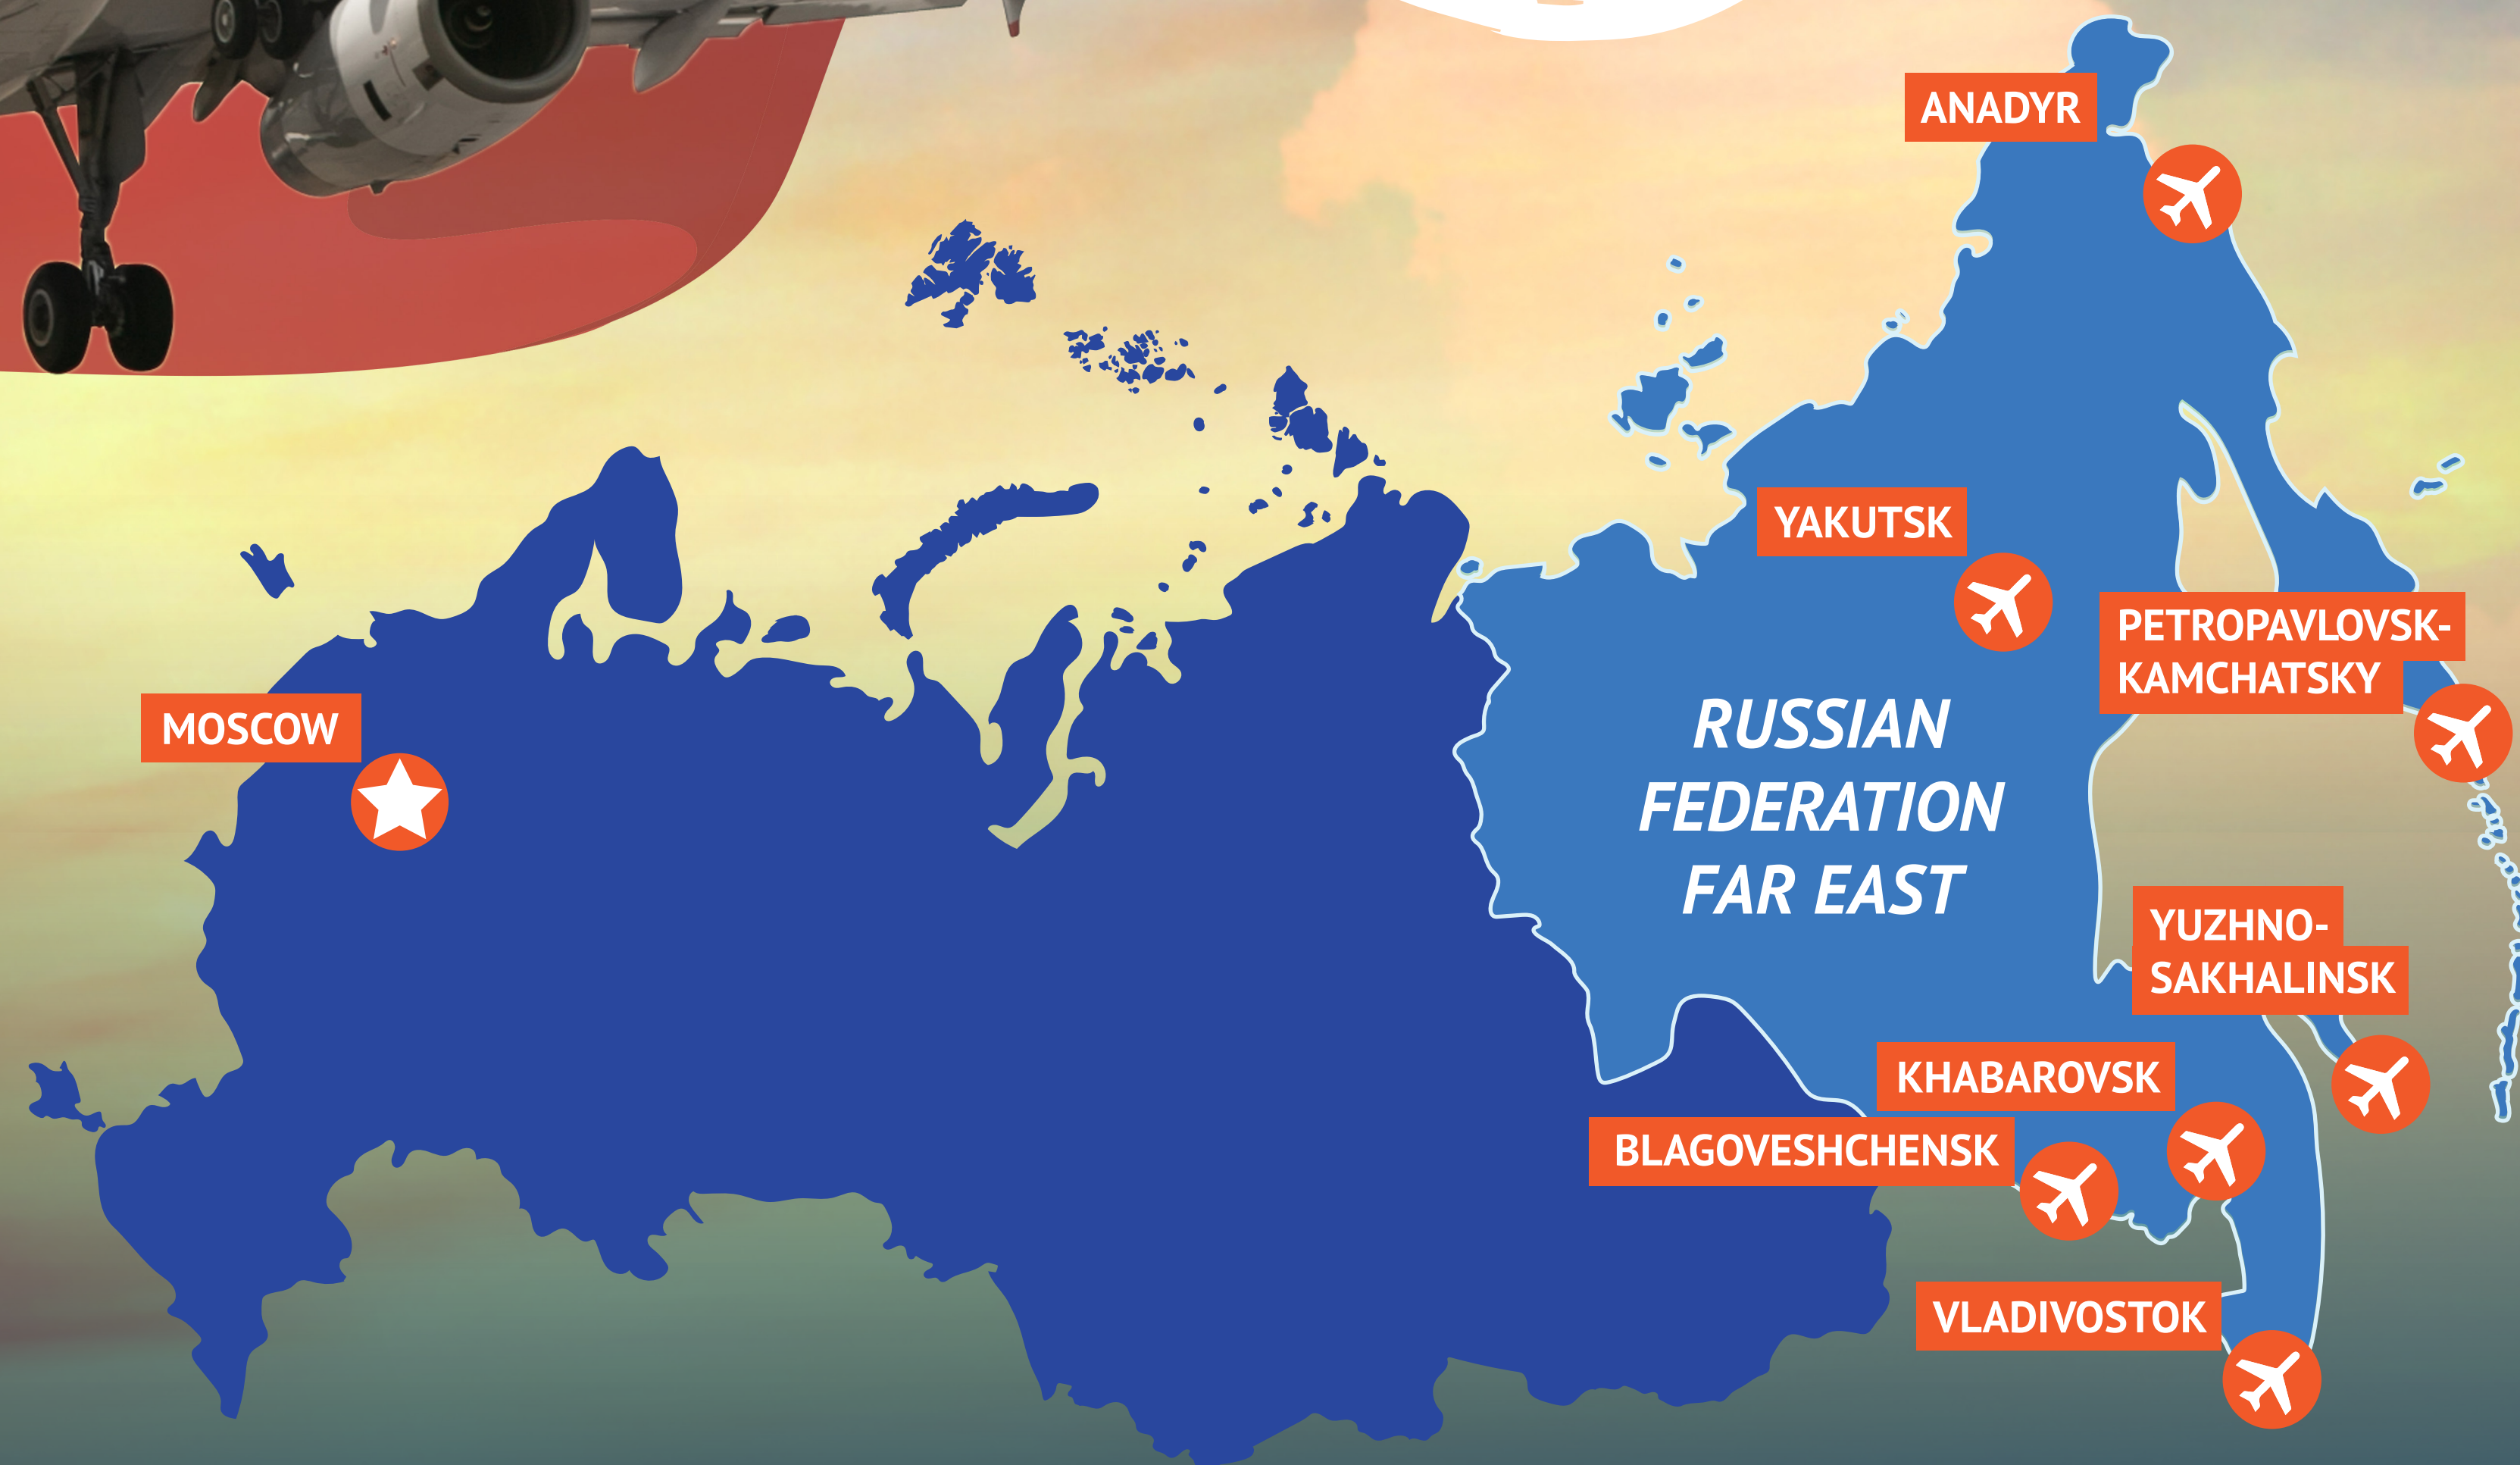 ANADYR
YAKUTSK
PETROPAVLOVSK-
KAMCHATSKY
MOSCOW
RUSSIAN
FEDERATION
FAR EAST
YUZHNO-
SAKHALINSK
KHABAROVSK
BLAGOVESHCHENSK
VLADIVOSTOK